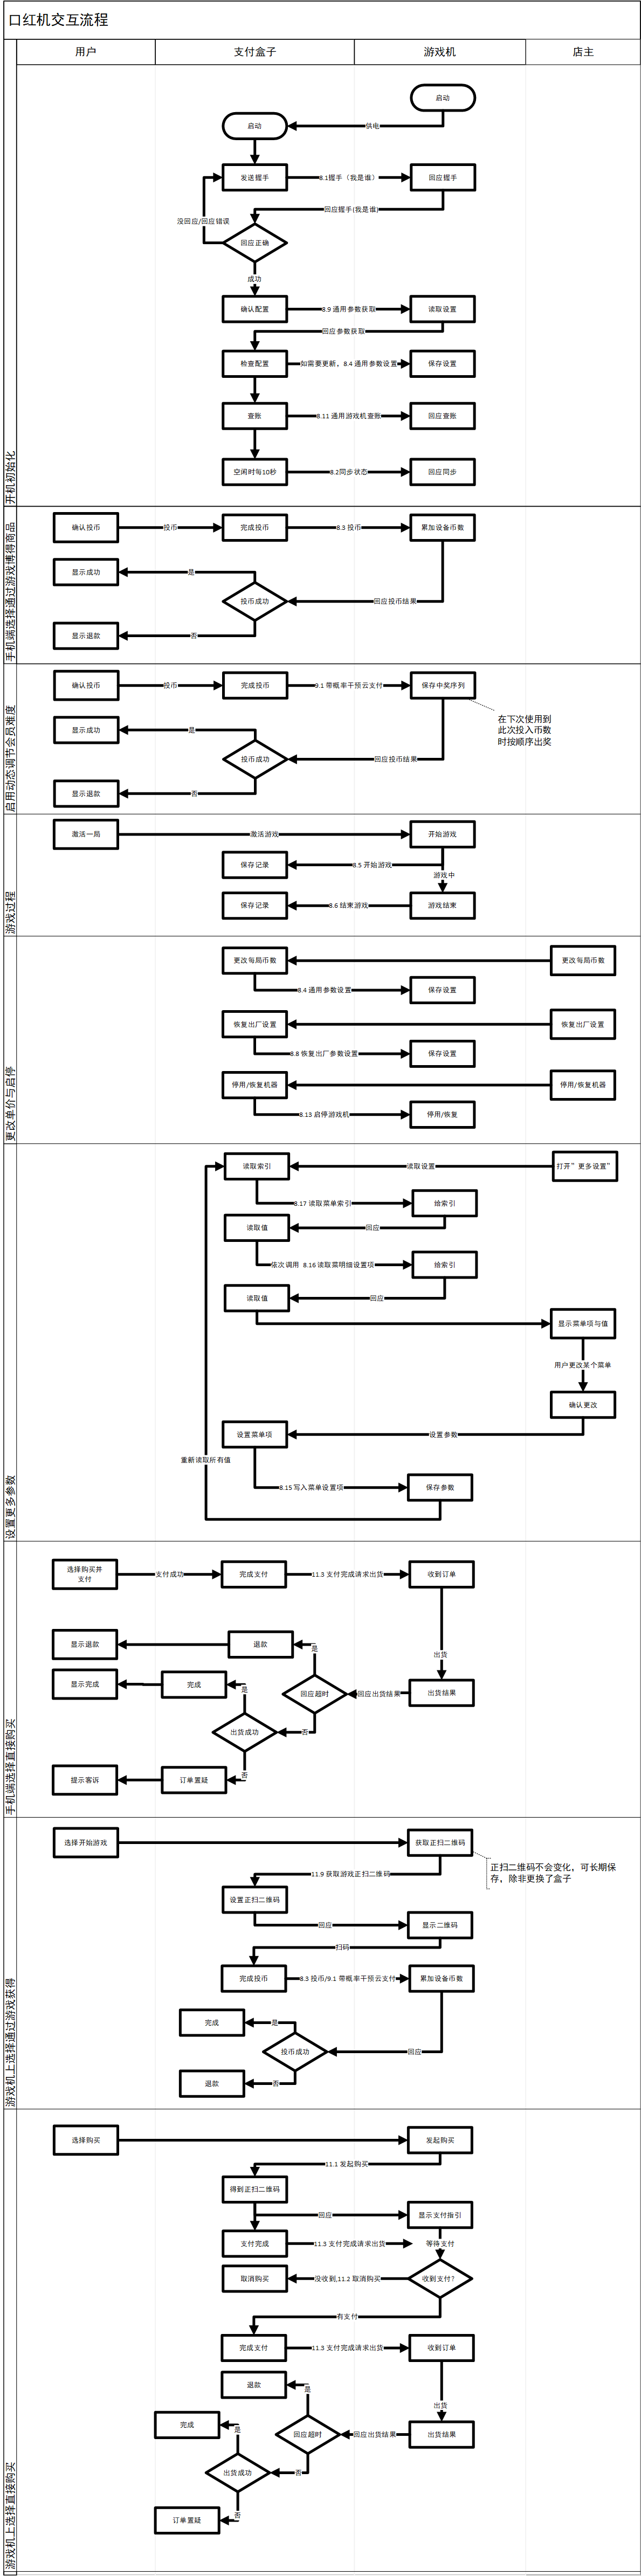 口红机交互流程
用户
支付盒子
游戏机
店主
开机初始化
启动
启动
供电
发送握手
8.1握手（我是谁）
回应握手
回应握手(我是谁)
没回应/回应错误
回应正确
成功
确认配置
8.9 通用参数获取
读取设置
回应参数获取
检查配置
如需要更新，8.4 通用参数设置
保存设置
查账
8.11 通用游戏机查账
回应查账
空闲时每10秒
8.2同步状态
回应同步
手机端选择通过游戏博得商品
确认投币
投币
完成投币
8.3 投币
累加设备币数
显示成功
是
投币成功
回应投币结果
显示退款
否
启用动态调节会员难度
确认投币
投币
完成投币
9.1 带概率干预云支付
保存中奖序列
在下次使用到
此次投入币数
时按顺序出奖
显示成功
是
投币成功
回应投币结果
显示退款
否
游戏过程
激活一局
激活游戏
开始游戏
保存记录
8.5 开始游戏
游戏中
保存记录
8.6 结束游戏
游戏结束
更改单价与启停
更改每局币数
更改每局币数
8.4 通用参数设置
保存设置
恢复出厂设置
恢复出厂设置
8.8 恢复出厂参数设置
保存设置
停用/恢复机器
停用/恢复机器
8.13 启停游戏机
停用/恢复
设置更多参数
读取索引
读取设置
打开”更多设置”
8.17 读取菜单索引
给索引
读取值
回应
依次调用 8.16 读取菜明细设置项
给索引
读取值
回应
显示菜单项与值
用户更改某个菜单
确认更改
设置菜单项
设置参数
重新读取所有值
8.15 写入菜单设置项
保存参数
手机端选择直接购买
选择购买并
支付
支付成功
完成支付
11.3 支付完成请求出货
收到订单
显示退款
退款
是
出货
显示完成
完成
是
回应超时
回应出货结果
出货结果
出货成功
否
提示客诉
订单置疑
否
游戏机上选择通过游戏获得
选择开始游戏
获取正扫二维码
正扫二维码不会变化，可长期保
存，除非更换了盒子
11.9 获取游戏正扫二维码
设置正扫二维码
回应
显示二维码
扫码
完成投币
8.3 投币/9.1 带概率干预云支付
累加设备币数
完成
是
投币成功
回应
退款
否
游戏机上选择直接购买
选择购买
发起购买
11.1 发起购买
得到正扫二维码
回应
显示支付指引
支付完成
11.3 支付完成请求出货
等待支付
取消购买
没收到,11.2 取消购买
收到支付？
有支付
完成支付
11.3 支付完成请求出货
收到订单
退款
是
出货
完成
是
回应超时
回应出货结果
出货结果
出货成功
否
订单置疑
否